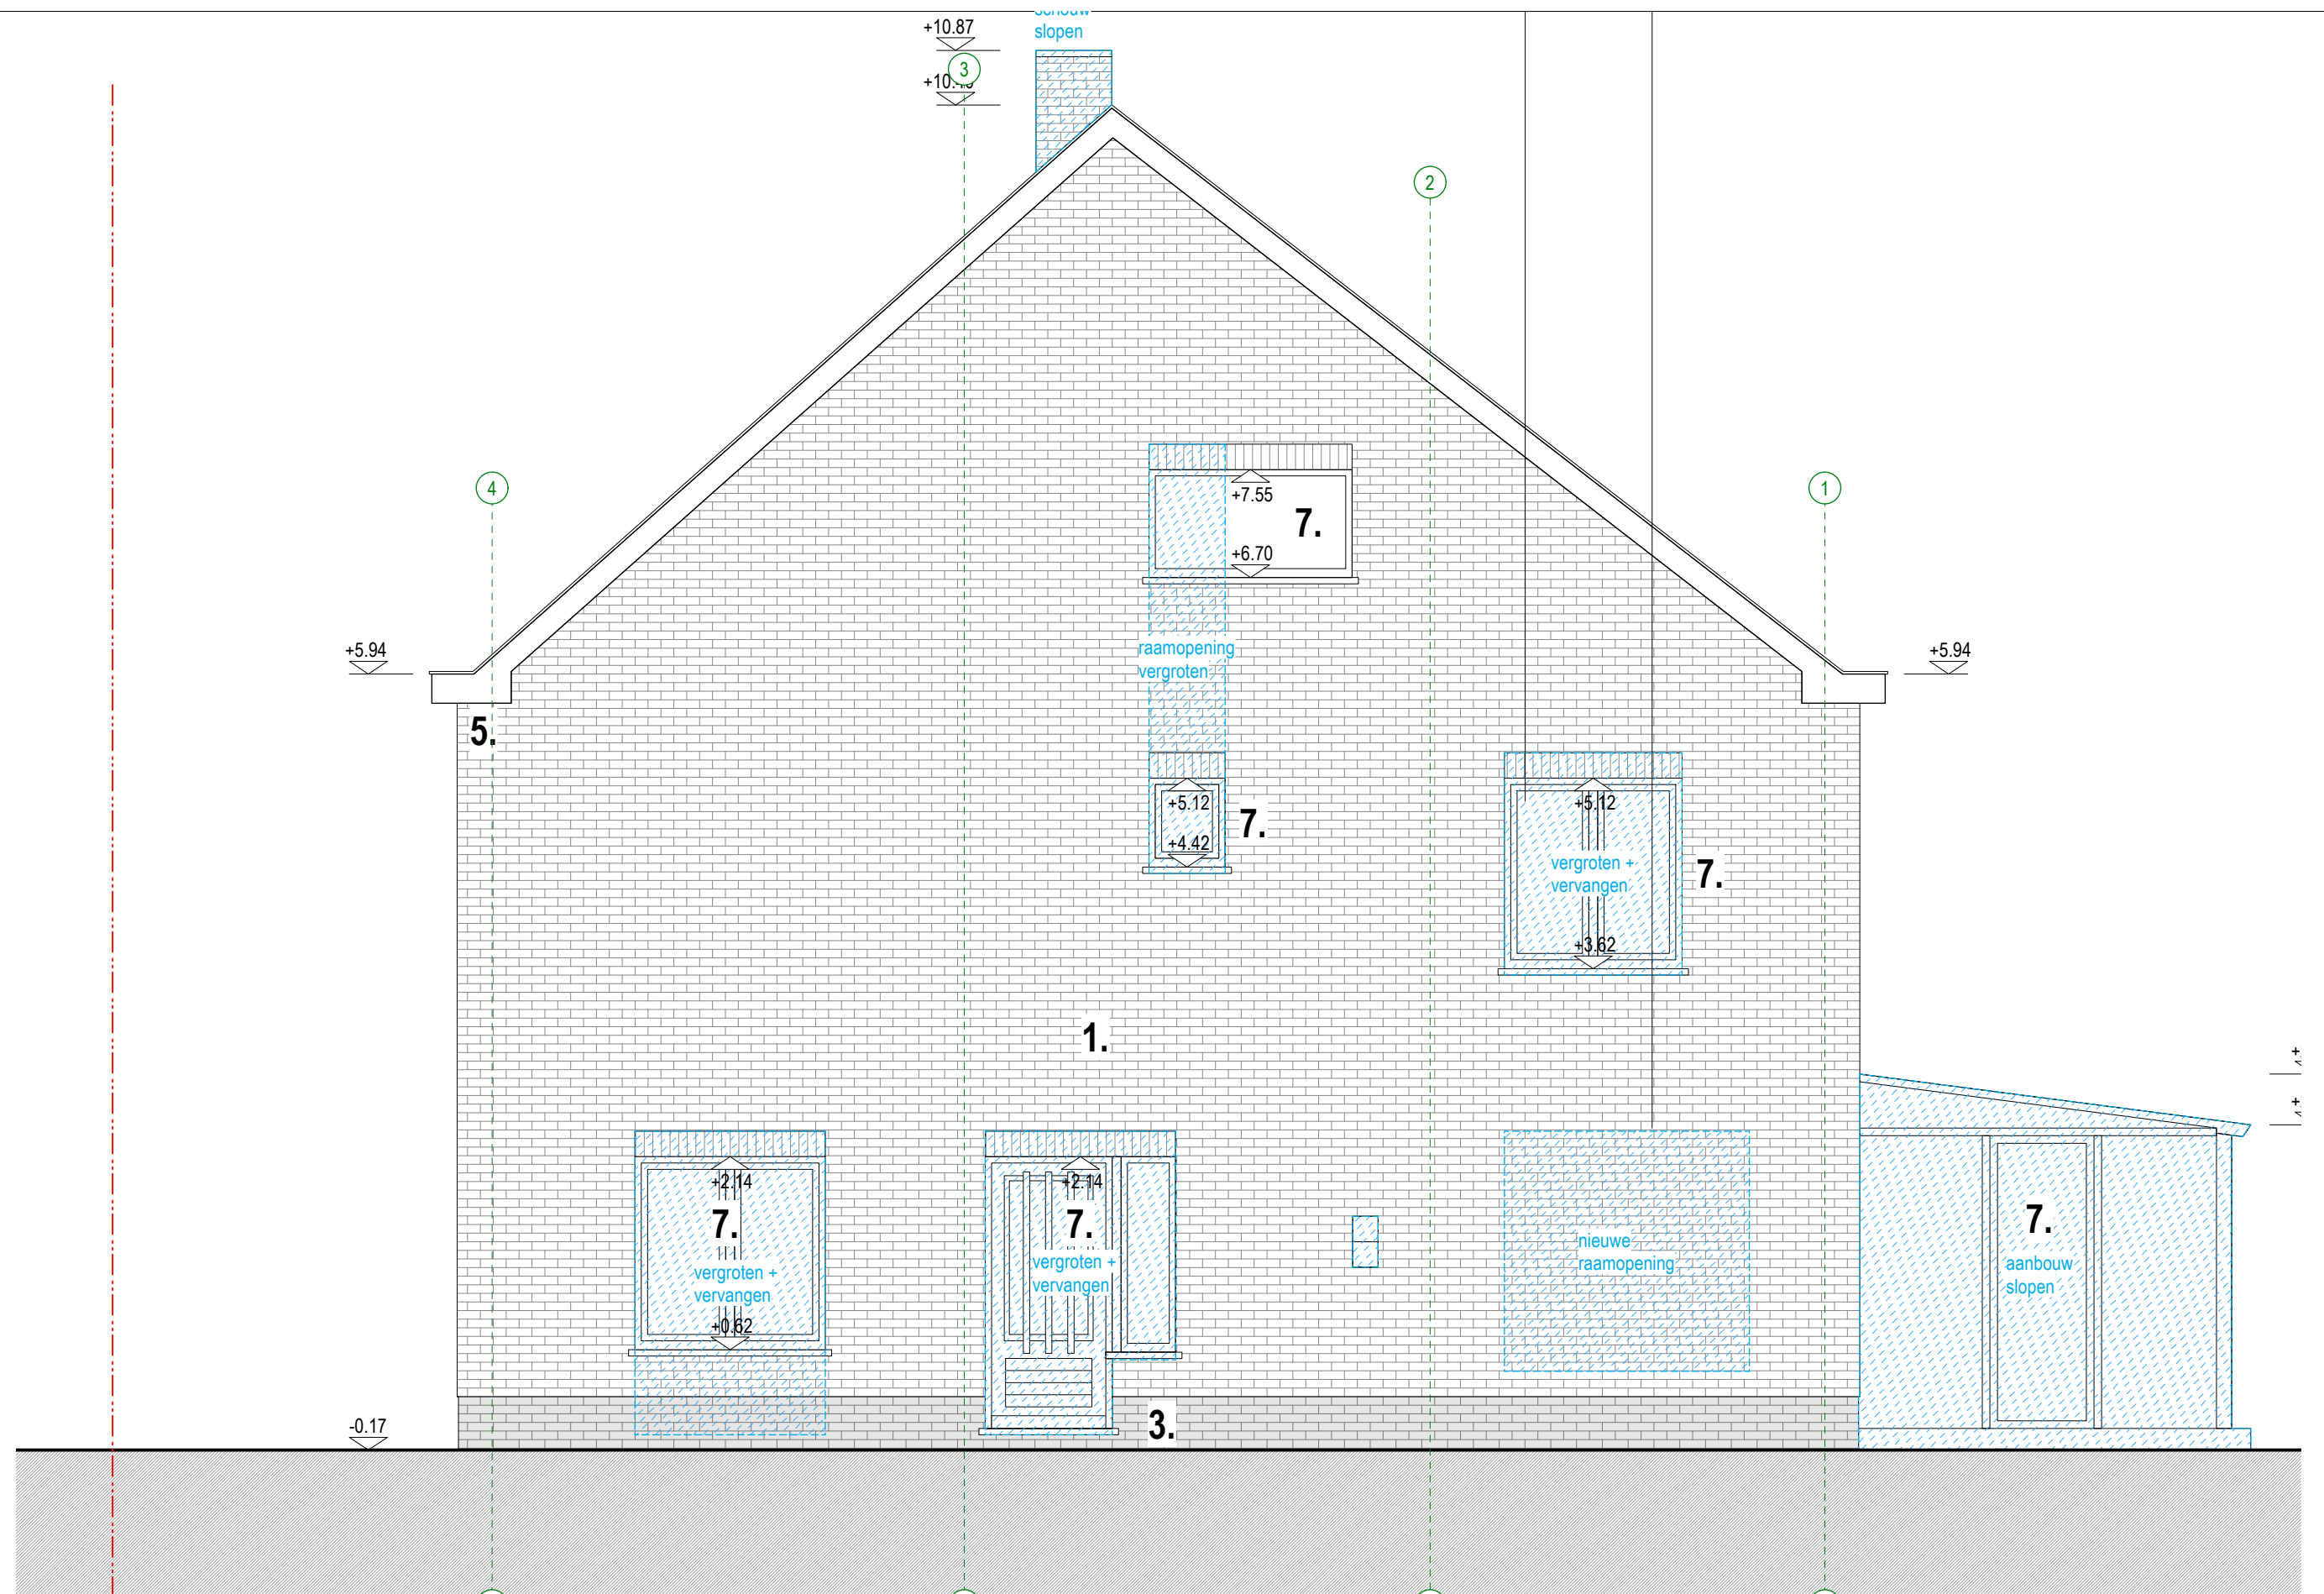 slopen
+10.87
3
2
4
1
+7.55
7.
+6.70
raamopening
vergroten
+5.94
+5.94
5.
+5.12
7.
+4.42
+5.12
vergroten +
vervangen
7.
+3.62
1.
+2.14
7.
vergroten +
vervangen
+0.62
+2.14
7.
vergroten +
vervangen
nieuwe
raamopening
7.
aanbouw
slopen
-0.17
3.